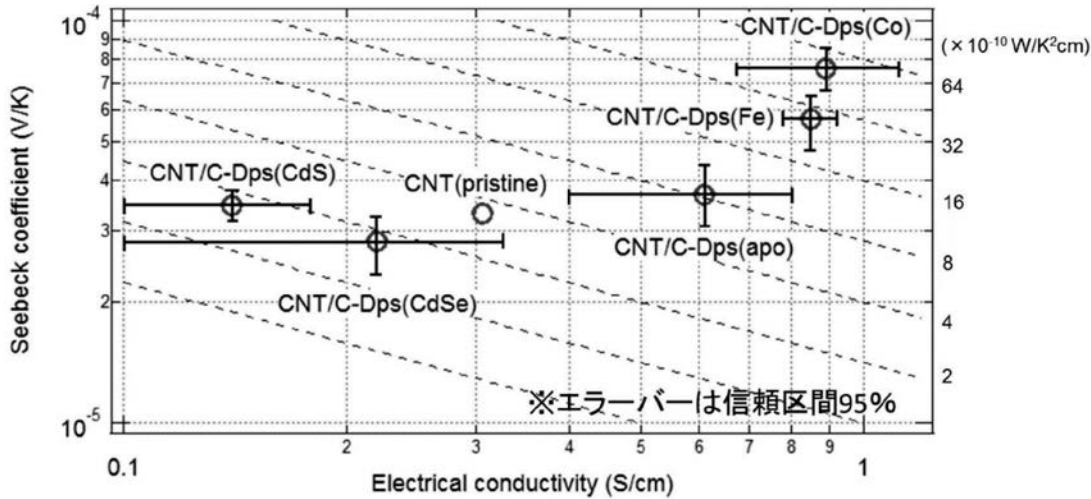 10⁻⁴
9
8
7
6
5
4
3
2
10⁻⁵
Seebeck coefficient (V/K)
CNT/C-Dps(Co)
(×10⁻¹⁰ W/K²cm)
64
CNT/C-Dps(Fe)
32
CNT/C-Dps(CdS)
CNT(pristine)
16
CNT/C-Dps(apo)
8
CNT/C-Dps(CdSe)
4
2
※エラーバーは信頼区間95%
0.1
2
3
4
5
6
7
8
9
1
Electrical conductivity (S/cm)